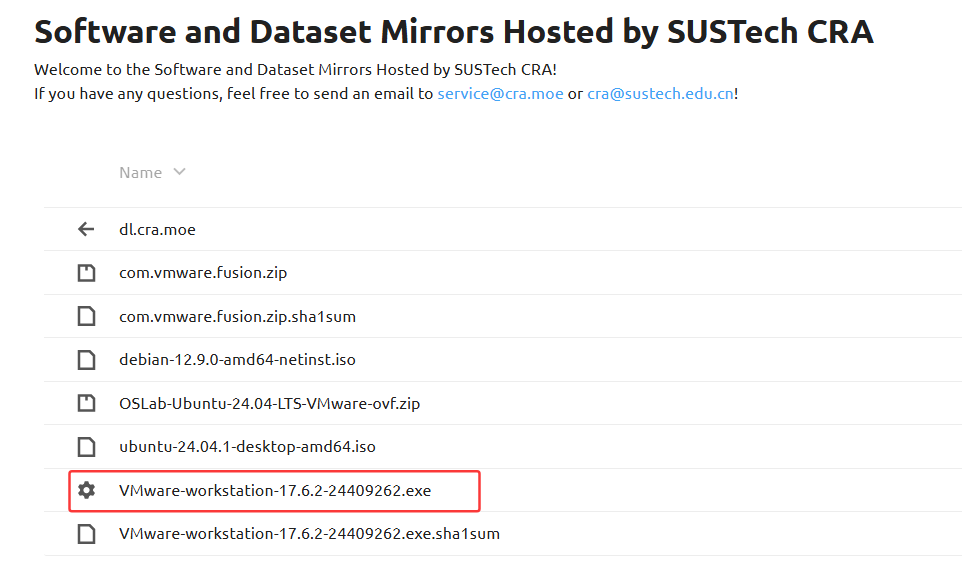 Software and Dataset Mirrors Hosted by SUSTech CRA
Welcome to the Software and Dataset Mirrors Hosted by SUSTech CRA!
If you have any questions, feel free to send an email to service@cra.moe or cra@sustech.edu.cn!
Name
dl.cra.moe
com.vmware.fusion.zip
com.vmware.fusion.zip.sha1sum
debian-12.9.0-amd64-netinst.iso
OSLab-Ubuntu-24.04-LTS-VMware-ovf.zip
ubuntu-24.04.1-desktop-amd64.iso
VMware-workstation-17.6.2-24409262.exe
VMware-workstation-17.6.2-24409262.exe.sha1sum